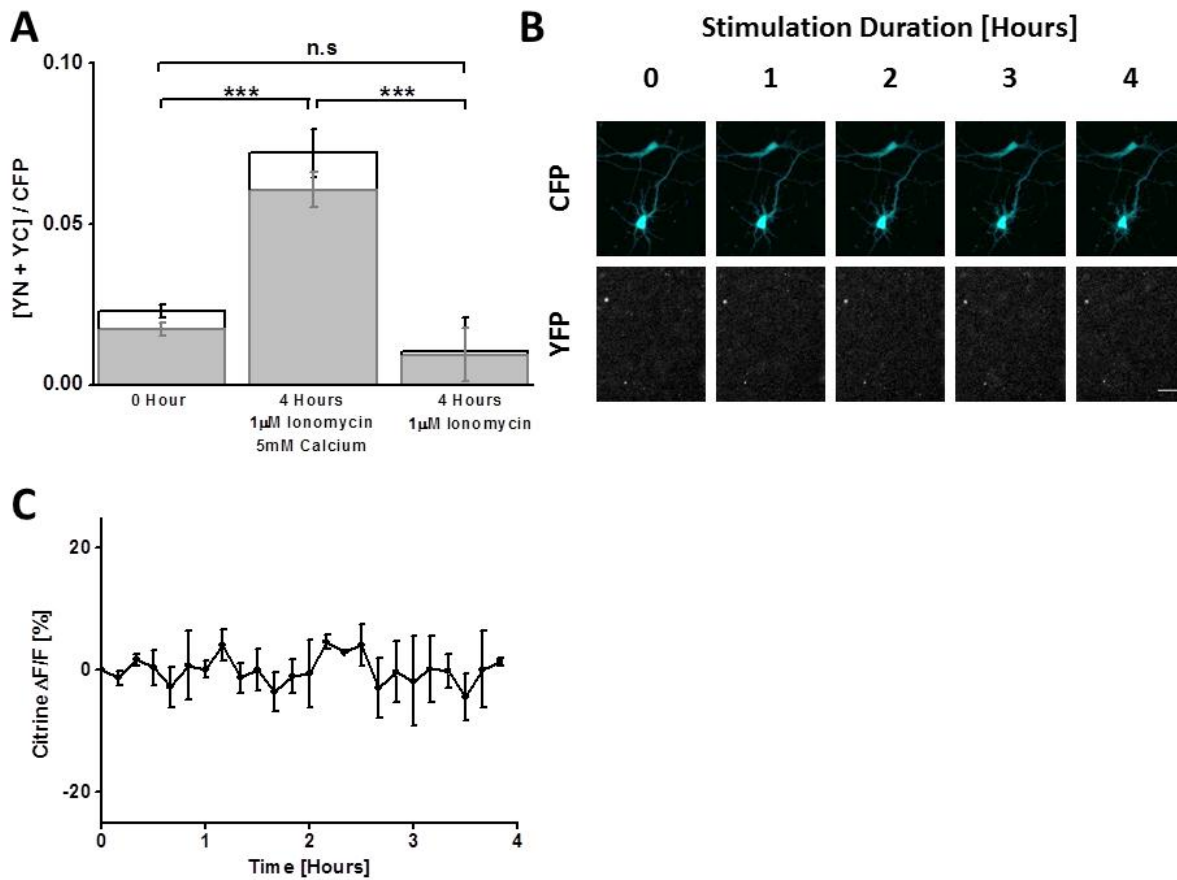 A
n.s
***
***
0.10
0.05
0.00
[YN + YC] / CFP
0 Hour
4 Hours
1µM Ionomycin
5mM Calcium
4 Hours
1µM Ionomycin
B
Stimulation Duration [Hours]
0 1 2 3 4
CFP
YFP
C
20
0
-20
Citrine ΔF/F [%]
0 1 2 3 4
Time [Hours]